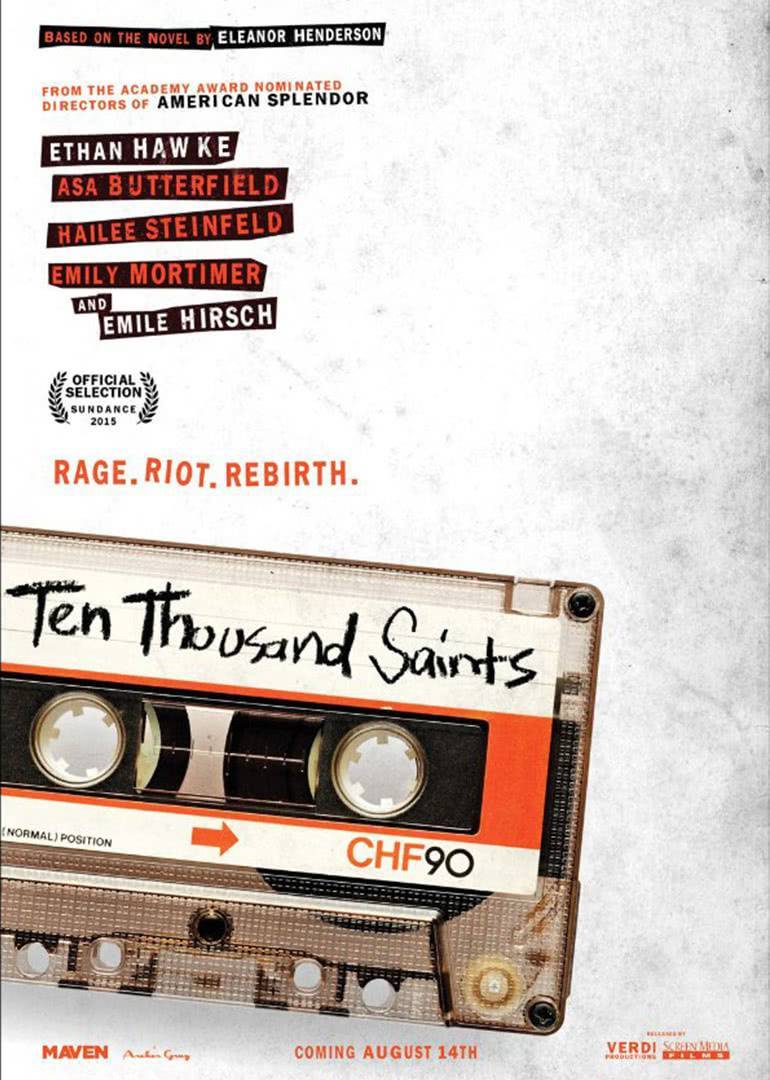 BASED ON THE NOVEL BY ELEANOR HENDERSON
FROM THE ACADEMY AWARD NOMINATED
DIRECTORS OF AMERICAN SPLENDOR
ETHAN HAWKE
ASA BUTTERFIELD
HAILEE STEINFELD
EMILY MORTIMER
AND
EMILE HIRSCH
OFFICIAL
SELECTION
SUNDANCE
2015
RAGE. RIOT. REBIRTH.
Ten Thousand Saints
(NORMAL) POSITION
CHF90
MAVEN Archer Gray
COMING AUGUST 14TH
RELEASED BY
VERDI
PRODUCTIONS
SCREEN MEDIA
FILMS